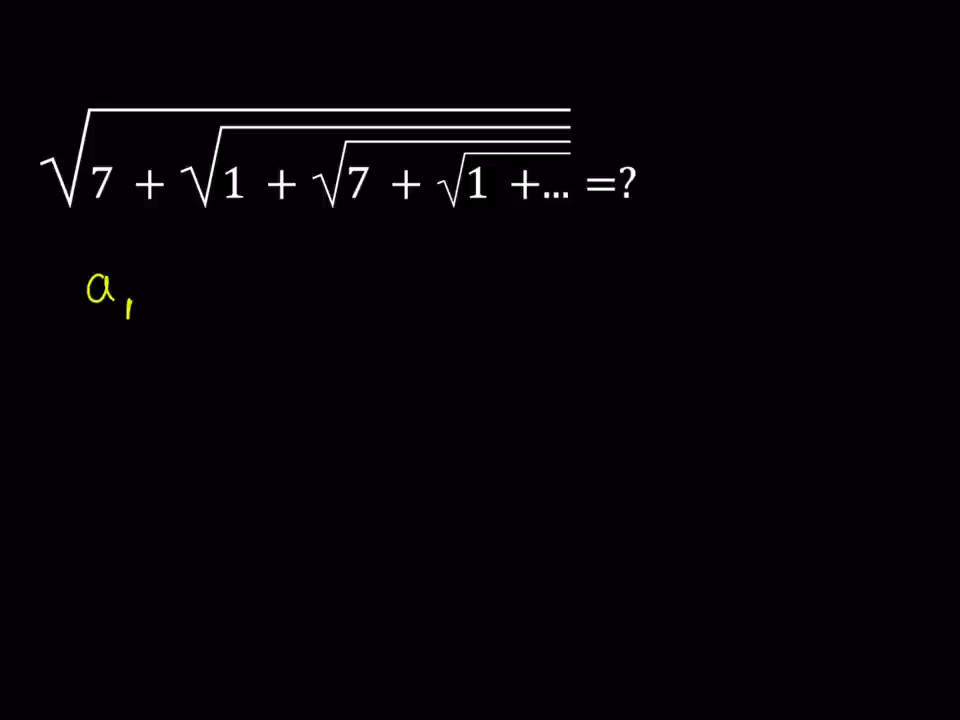 √7 + √1 + √7 + √1 +... =?
a₁